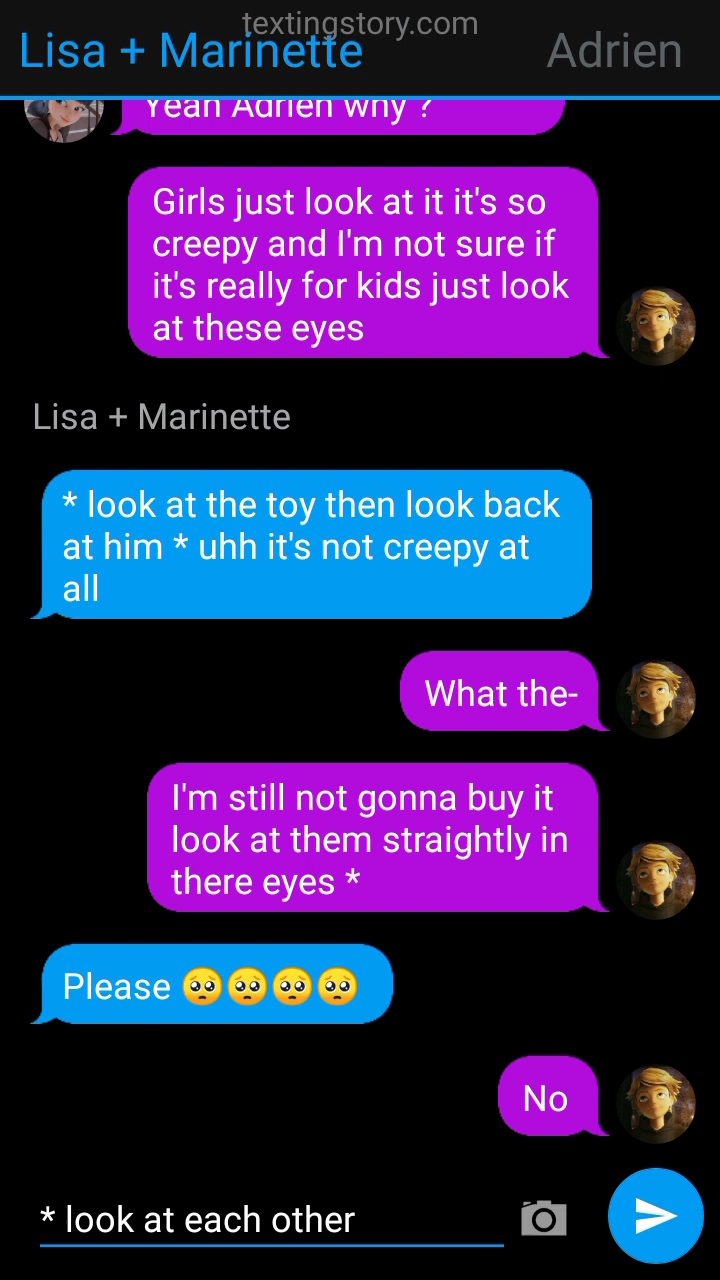 textingstory.com
Lisa + Marinette Adrien
Yeah Adrien why ?
Girls just look at it it's so
creepy and I'm not sure if
it's really for kids just look
at these eyes
Lisa + Marinette
* look at the toy then look back
at him * uhh it's not creepy at
all
What the-
I'm still not gonna buy it
look at them straightly in
there eyes *
Please 🥺🥺🥺🥺
No
* look at each other